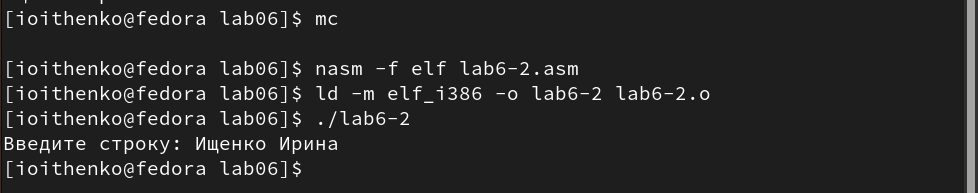 [ioithenko@fedora lab06]$ mc
[ioithenko@fedora lab06]$ nasm -f elf lab6-2.asm
[ioithenko@fedora lab06]$ ld -m elf_i386 -o lab6-2 lab6-2.o
[ioithenko@fedora lab06]$ ./lab6-2
Введите строку: Ищенко Ирина
[ioithenko@fedora lab06]$